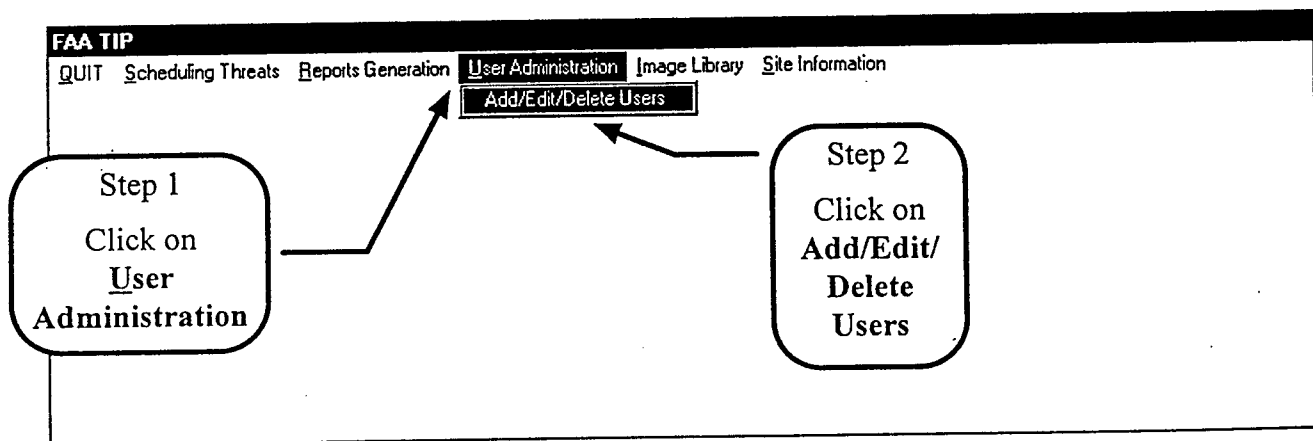 FAA TIP
QUIT Scheduling Threats Reports Generation User Administration Image Library Site Information
Add/Edit/Delete Users
Step 1
Click on
User
Administration
Step 2
Click on
Add/Edit/
Delete
Users